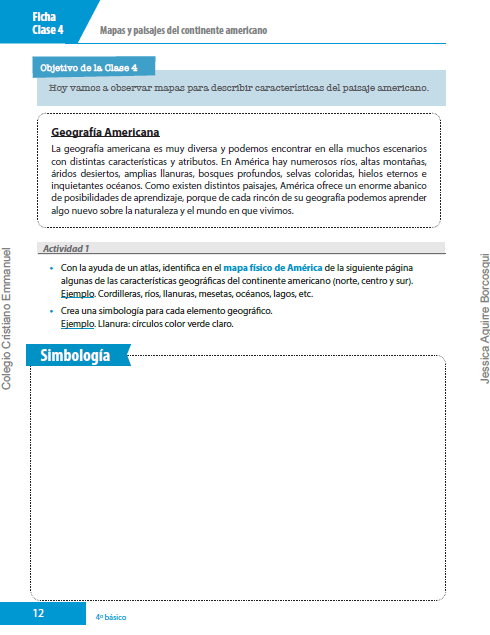 Ficha
Clase 4
Mapas y paisajes del continente americano
Objetivo de la Clase 4
Hoy vamos a observar mapas para describir características del paisaje americano.
Geografía Americana
La geografía americana es muy diversa y podemos encontrar en ella muchos escenarios
con distintas características y atributos. En América hay numerosos ríos, altas montañas,
áridos desiertos, amplias llanuras, bosques profundos, selvas coloridas, hielos eternos e
inquietantes océanos. Como existen distintos paisajes, América ofrece un enorme abanico
de posibilidades de aprendizaje, porque de cada rincón de su geografía podemos aprender
algo nuevo sobre la naturaleza y el mundo en que vivimos.
Actividad 1
• Con la ayuda de un atlas, identifica en el mapa físico de América de la siguiente página
algunas de las características geográficas del continente americano (norte, centro y sur).
Ejemplo. Cordilleras, ríos, llanuras, mesetas, océanos, lagos, etc.
• Crea una simbología para cada elemento geográfico.
Ejemplo. Llanura: círculos color verde claro.
Simbología
Colegio Cristiano Emmanuel
Jessica Aguirre Borcosqui
12
4º básico